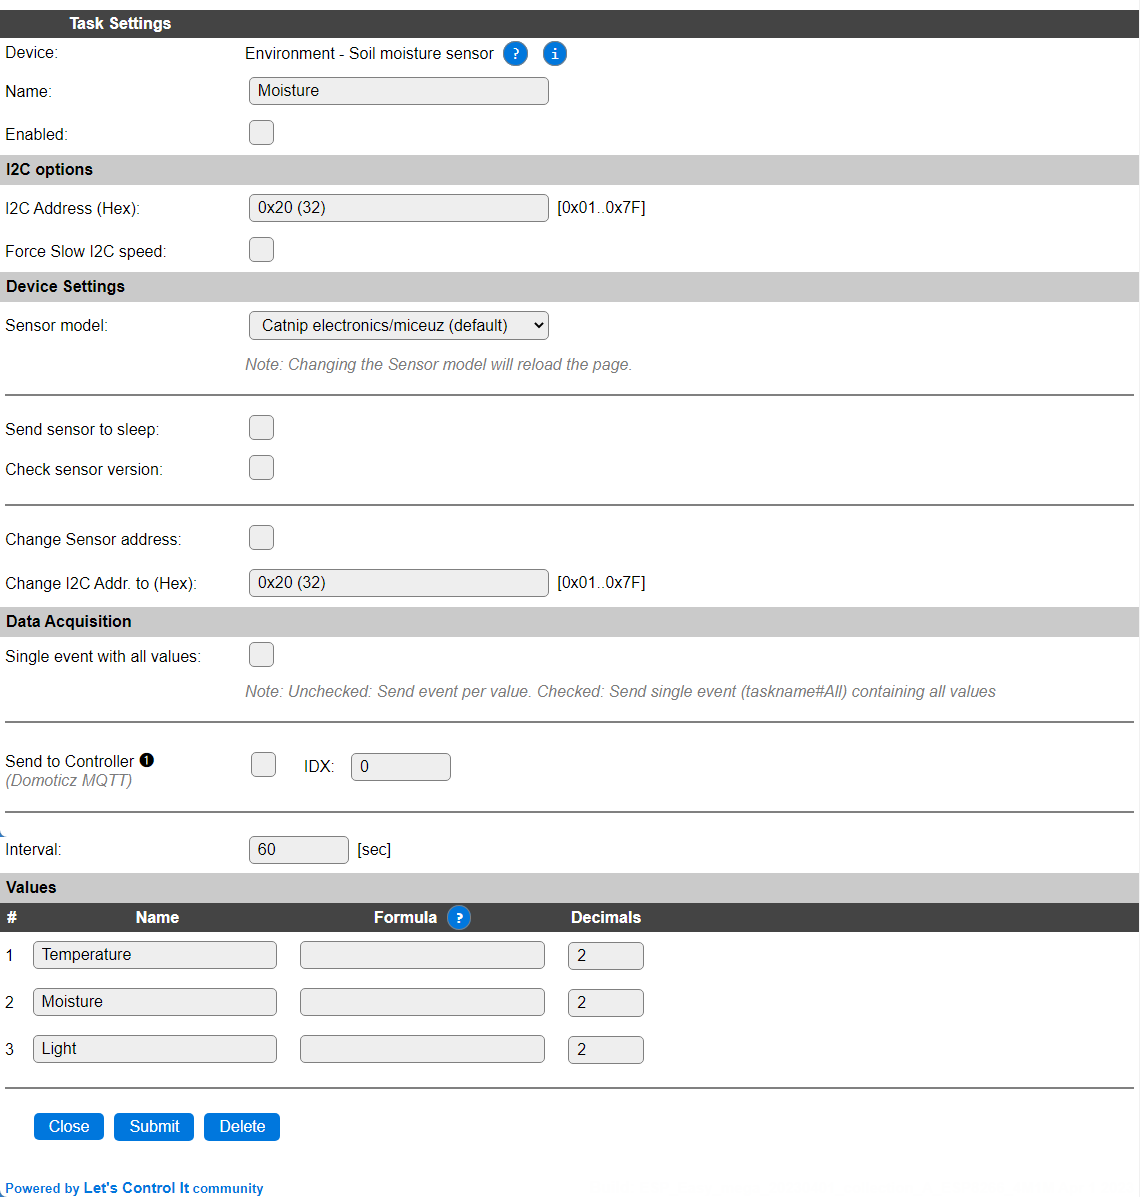 Task Settings
Device: Environment - Soil moisture sensor ? i
Name: Moisture
Enabled:
I2C options
I2C Address (Hex): 0x20 (32) [0x01..0x7F]
Force Slow I2C speed:
Device Settings
Sensor model: Catnip electronics/miceuz (default)
Note: Changing the Sensor model will reload the page.
Send sensor to sleep:
Check sensor version:
Change Sensor address:
Change I2C Addr. to (Hex): 0x20 (32) [0x01..0x7F]
Data Acquisition
Single event with all values:
Note: Unchecked: Send event per value. Checked: Send single event (taskname#All) containing all values
Send to Controller ❶ IDX: 0
(Domoticz MQTT)
Interval: 60 [sec]
Values
# Name Formula ? Decimals
1 Temperature 2
2 Moisture 2
3 Light 2
Close Submit Delete
Powered by Let's Control It community